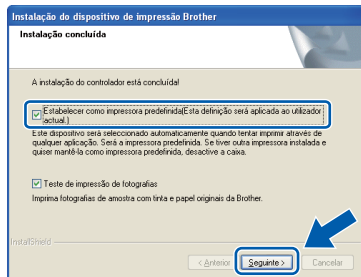 Instalação do dispositivo de impressão Brother
Instalação concluída
A instalação do controlador está concluída!
Estabelecer como impressora predefinida(Esta definição será aplicada ao utilizador
actual.)
Este dispositivo será seleccionado automaticamente quando tentar imprimir através de
qualquer aplicação. Será a impressora predefinida. Se tiver outra impressora instalada e
quiser mantê-la como impressora predefinida, desactive a caixa.
Teste de impressão de fotografias
Imprima fotografias de amostra com tinta e papel originais da Brother.
InstallShield
< Anterior Seguinte > Cancelar